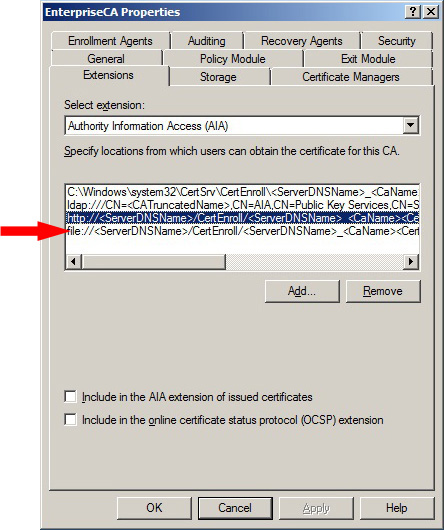 EnterpriseCA Properties
Enrollment Agents Auditing Recovery Agents Security
General Policy Module Exit Module
Extensions Storage Certificate Managers
Select extension:
Authority Information Access (AIA)
Specify locations from which users can obtain the certificate for this CA.
C:\Windows\system32\CertSrv\CertEnroll\<ServerDNSName>_<CaName
ldap:///CN=<CATruncatedName>,CN=AIA,CN=Public Key Services,CN=S
http://<ServerDNSName>/CertEnroll/<ServerDNSName>_<CaName><Ce
file://<ServerDNSName>/CertEnroll/<ServerDNSName>_<CaName><Cert
Add... Remove
Include in the AIA extension of issued certificates
Include in the online certificate status protocol (OCSP) extension
OK Cancel Apply Help